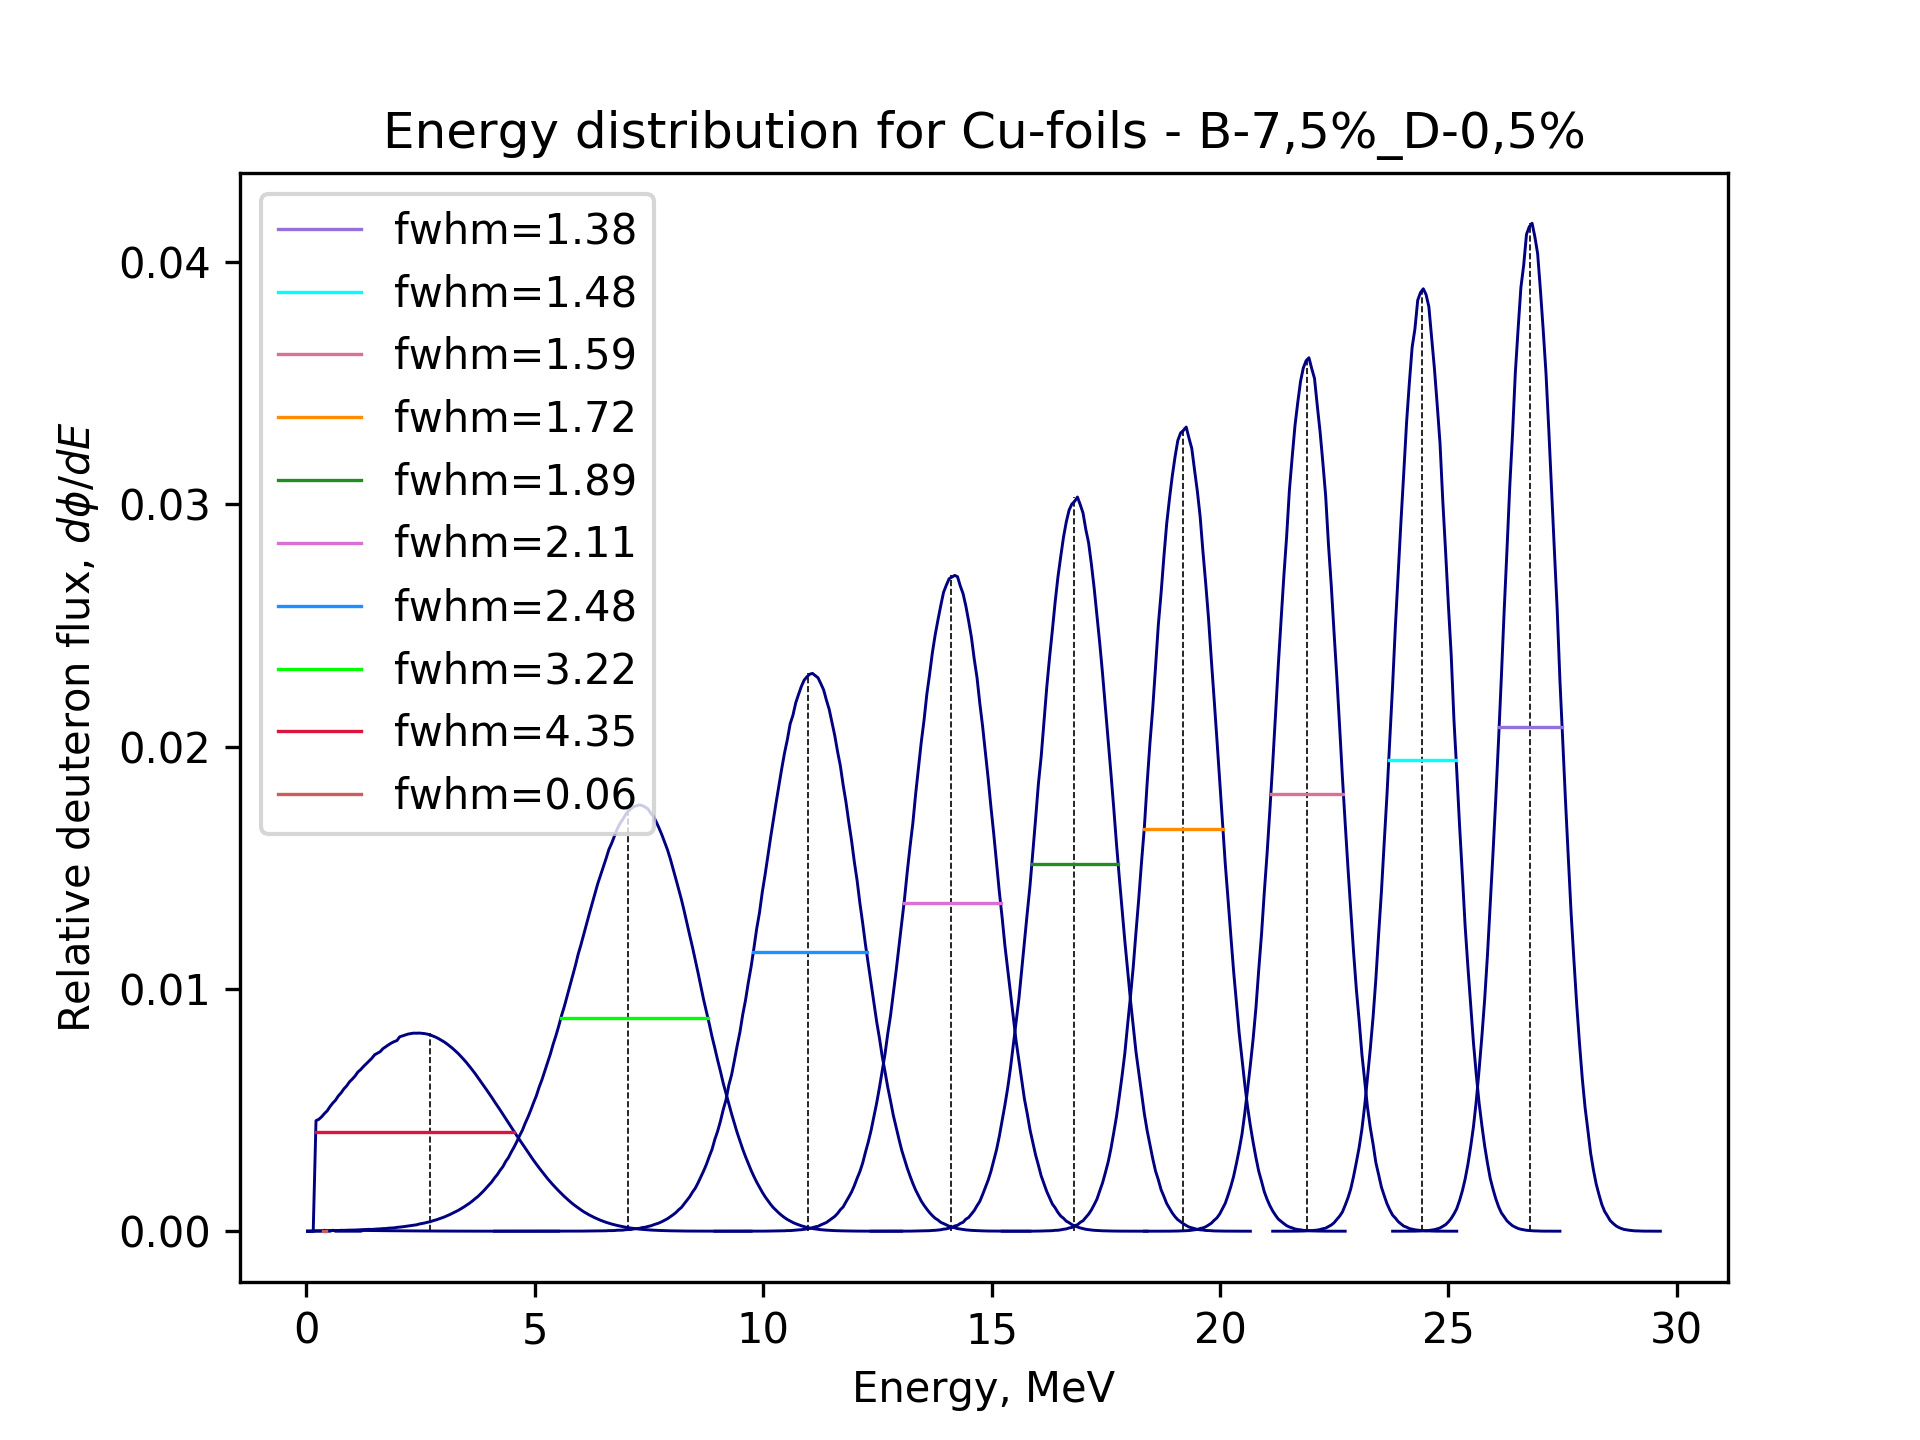 Energy distribution for Cu-foils - B-7,5%_D-0,5%
fwhm=1.38
fwhm=1.48
fwhm=1.59
fwhm=1.72
fwhm=1.89
fwhm=2.11
fwhm=2.48
fwhm=3.22
fwhm=4.35
fwhm=0.06
Relative deuteron flux, dϕ/dE
0.04
0.03
0.02
0.01
0.00
0 5 10 15 20 25 30
Energy, MeV